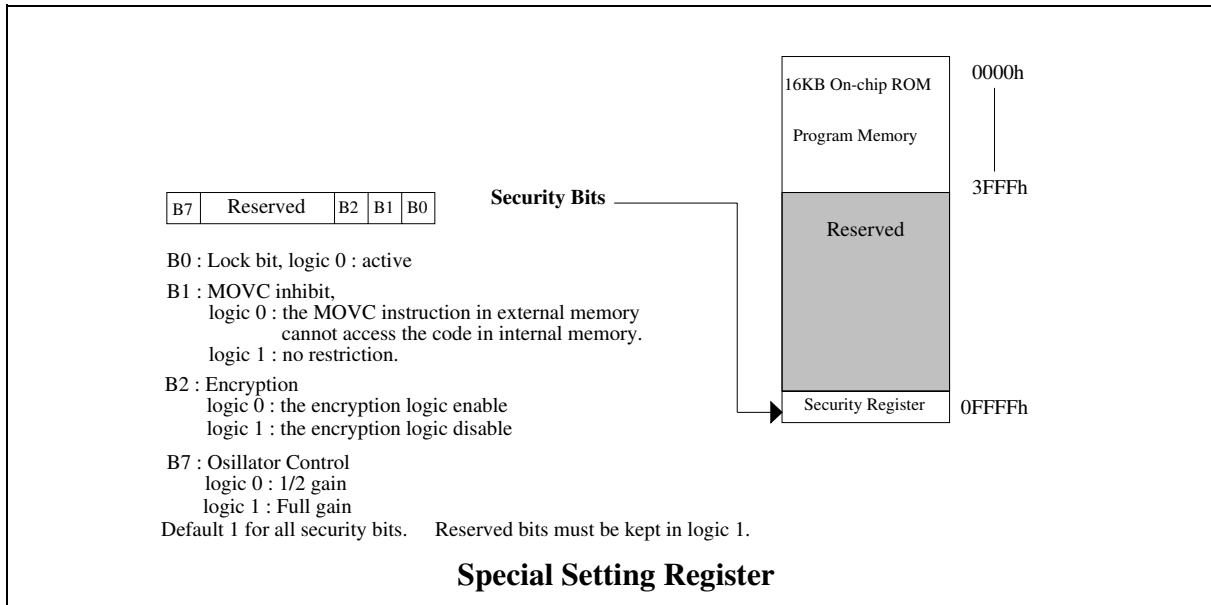 16KB On-chip ROM
Program Memory
0000h
3FFFh
B7 Reserved B2 B1 B0
Security Bits
Reserved
Security Register
0FFFFh
B0 : Lock bit, logic 0 : active
B1 : MOVC inhibit,
logic 0 : the MOVC instruction in external memory
cannot access the code in internal memory.
logic 1 : no restriction.
B2 : Encryption
logic 0 : the encryption logic enable
logic 1 : the encryption logic disable
B7 : Osillator Control
logic 0 : 1/2 gain
logic 1 : Full gain
Default 1 for all security bits. Reserved bits must be kept in logic 1.
Special Setting Register